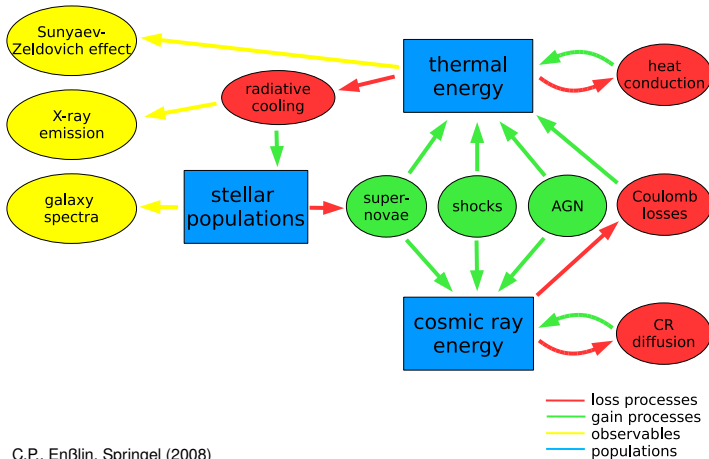 Sunyaev-
Zeldovich effect
thermal
energy
heat
conduction
radiative
cooling
X-ray
emission
galaxy
spectra
stellar
populations
super-
novae
shocks
AGN
Coulomb
losses
cosmic ray
energy
CR
diffusion
loss processes
gain processes
observables
populations
C.P., Enßlin, Springel (2008)